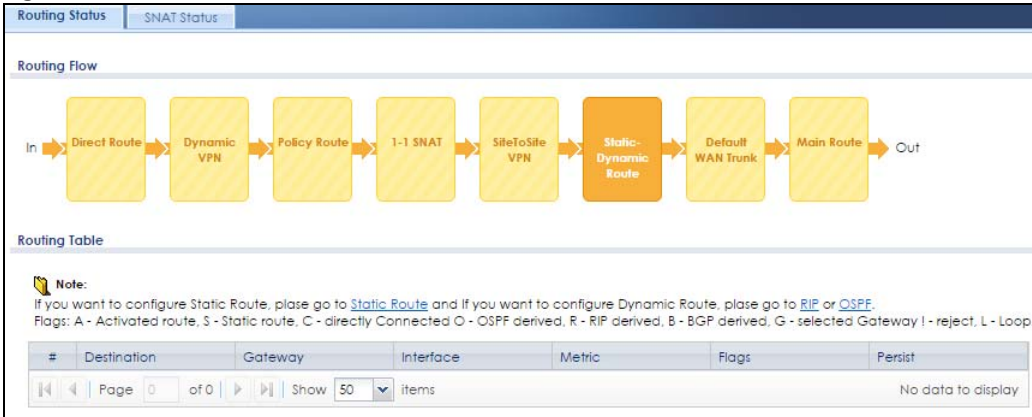 Routing Status
SNAT Status
Routing Flow
In
Direct Route
Dynamic
VPN
Policy Route
1-1 SNAT
SiteToSite
VPN
Static-
Dynamic
Route
Default
WAN Trunk
Main Route
Out
Routing Table
Note:
If you want to configure Static Route, plase go to Static Route and If you want to configure Dynamic Route, plase go to RIP or OSPF.
Flags: A - Activated route, S - Static route, C - directly Connected O - OSPF derived, R - RIP derived, B - BGP derived, G - selected Gateway ! - reject, L - Loop
# Destination Gateway Interface Metric Flags Persist
Page 0 of 0 Show 50 items No data to display